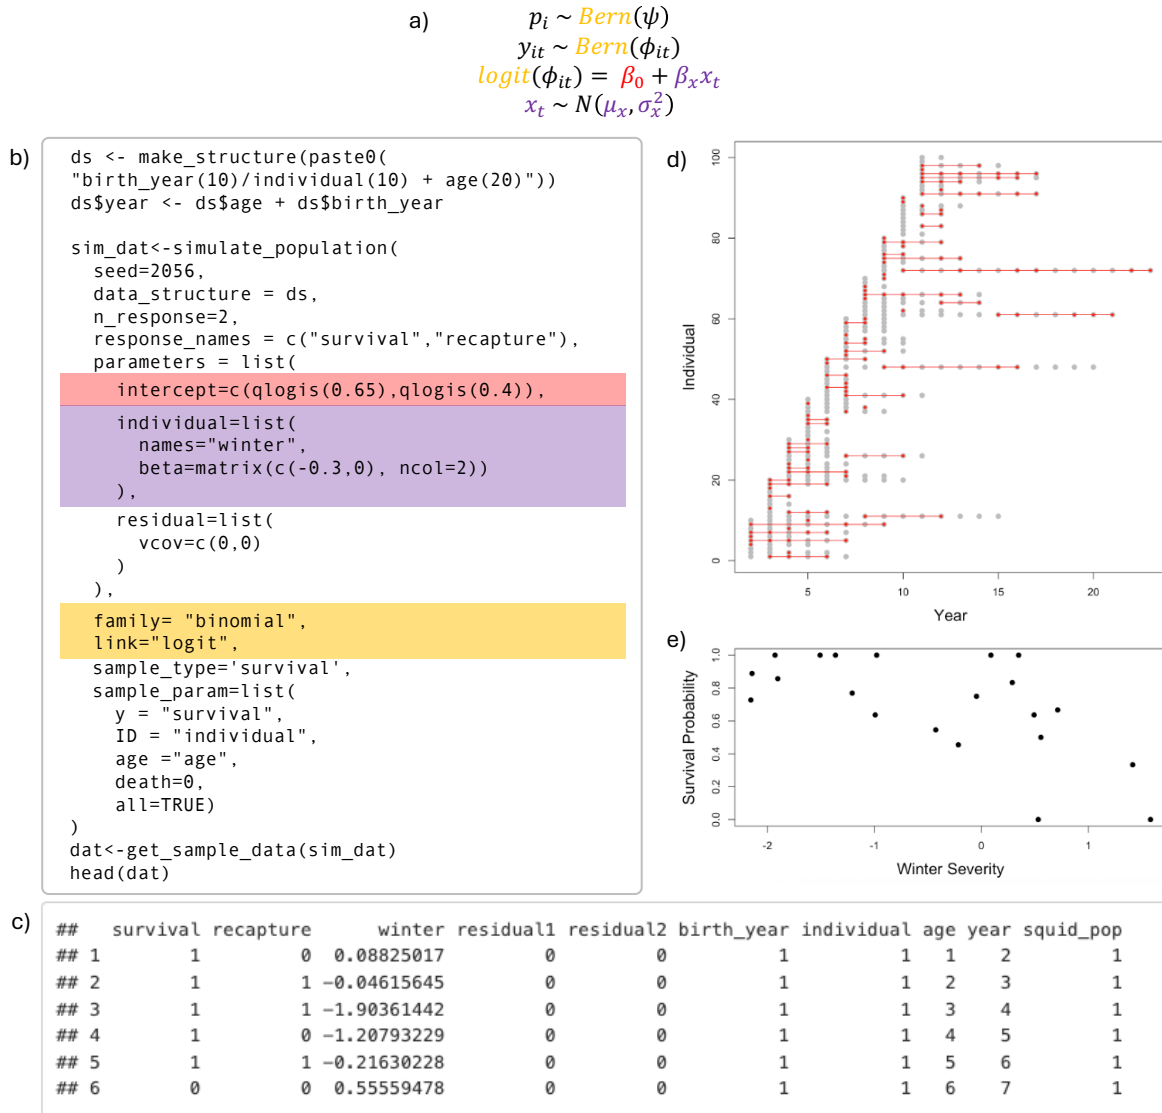 a)
p_i ~ Bern(ψ)
y_it ~ Bern(ϕ_it)
logit(ϕ_it) = β_0 + β_x x_t
x_t ~ N(μ_x, σ_x^2)
b)
ds <- make_structure(paste0(
"birth_year(10)/individual(10) + age(20)"))
ds$year <- ds$age + ds$birth_year
sim_dat<-simulate_population(
seed=2056,
data_structure = ds,
n_response=2,
response_names = c("survival","recapture"),
parameters = list(
intercept=c(qlogis(0.65),qlogis(0.4)),
individual=list(
names="winter",
beta=matrix(c(-0.3,0), ncol=2))
),
residual=list(
vcov=c(0,0)
)
),
family= "binomial",
link="logit",
sample_type='survival',
sample_param=list(
y = "survival",
ID = "individual",
age ="age",
death=0,
all=TRUE)
)
dat<-get_sample_data(sim_dat)
head(dat)
d)
Individual
100
80
60
40
20
0
5 10 15 20
Year
e)
Survival Probability
1.0
0.8
0.6
0.4
0.2
0.0
-2 -1 0 1
Winter Severity
c)
## survival recapture winter residual1 residual2 birth_year individual age year squid_pop
## 1 1 0 0.08825017 0 0 1 1 1 2 1
## 2 1 1 -0.04615645 0 0 1 1 2 3 1
## 3 1 1 -1.90361442 0 0 1 1 3 4 1
## 4 1 0 -1.20793229 0 0 1 1 4 5 1
## 5 1 1 -0.21630228 0 0 1 1 5 6 1
## 6 0 0 0.55559478 0 0 1 1 6 7 1